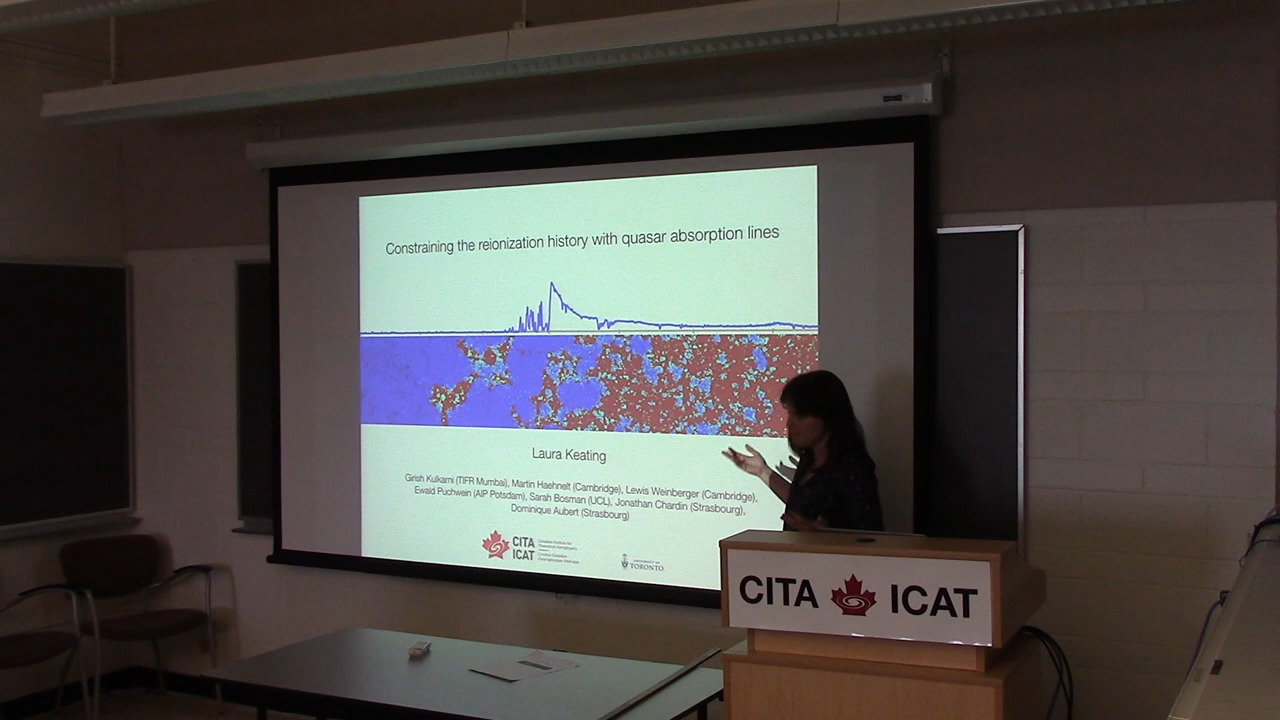 Constraining the reionization history with quasar absorption lines
Laura Keating
Girish Kulkarni (TIFR Mumbai), Martin Haehnelt (Cambridge), Lewis Weinberger (Cambridge),
Ewald Puchwein (AIP Potsdam), Sarah Bosman (UCL), Jonathan Chardin (Strasbourg),
Dominique Aubert (Strasbourg)
CITA
ICAT
TORONTO
CITA ICAT